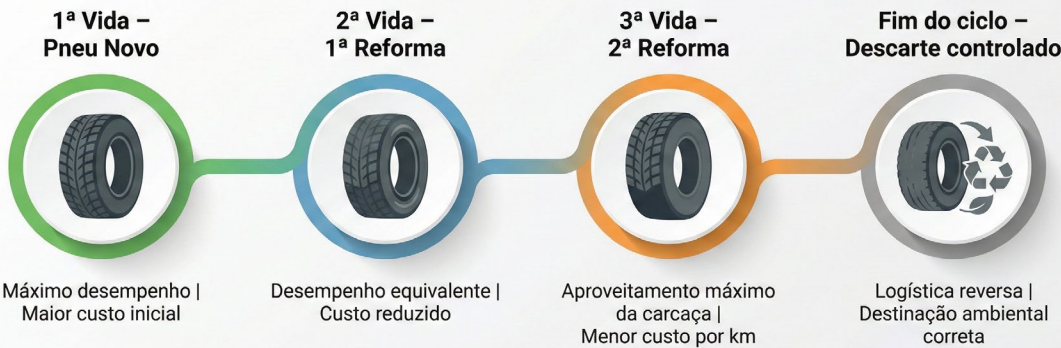 1ª Vida –
Pneu Novo
2ª Vida –
1ª Reforma
3ª Vida –
2ª Reforma
Fim do ciclo –
Descarte controlado
Máximo desempenho |
Maior custo inicial
Desempenho equivalente |
Custo reduzido
Aproveitamento máximo
da carcaça |
Menor custo por km
Logística reversa |
Destinação ambiental
correta